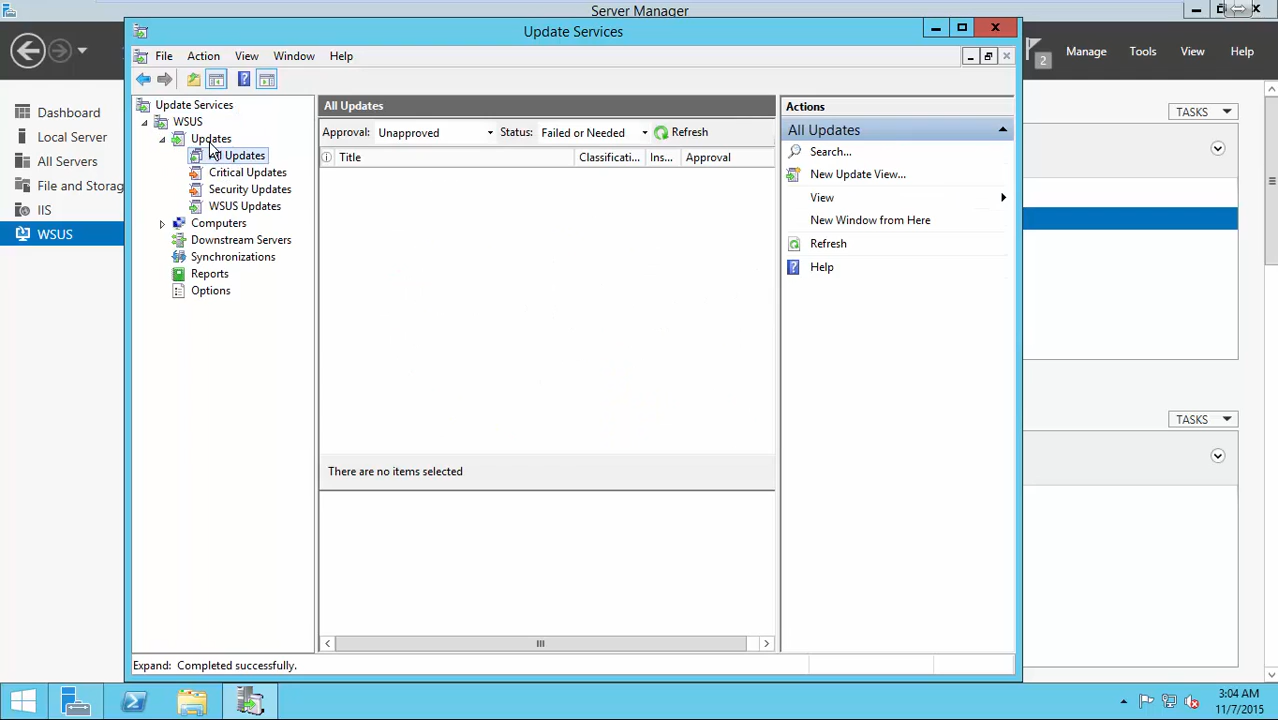 Server Manager
Update Services
File Action View Window Help
2
Manage Tools View Help
Dashboard
Local Server
All Servers
File and Storag
IIS
WSUS
Update Services
WSUS
Updates
All Updates
Critical Updates
Security Updates
WSUS Updates
Computers
Downstream Servers
Synchronizations
Reports
Options
All Updates
Approval: Unapproved Status: Failed or Needed Refresh
Title Classificati... Ins... Approval
There are no items selected
Actions
All Updates
Search...
New Update View...
View
New Window from Here
Refresh
Help
TASKS
TASKS
Expand: Completed successfully.
3:04 AM
11/7/2015